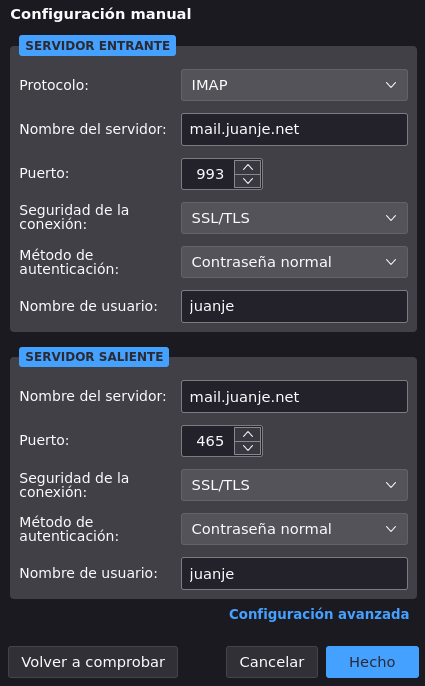 Configuración manual
SERVIDOR ENTRANTE
Protocolo: IMAP
Nombre del servidor: mail.juanje.net
Puerto: 993
Seguridad de la
conexión: SSL/TLS
Método de
autenticación: Contraseña normal
Nombre de usuario: juanje
SERVIDOR SALIENTE
Nombre del servidor: mail.juanje.net
Puerto: 465
Seguridad de la
conexión: SSL/TLS
Método de
autenticación: Contraseña normal
Nombre de usuario: juanje
Configuración avanzada
Volver a comprobar Cancelar Hecho